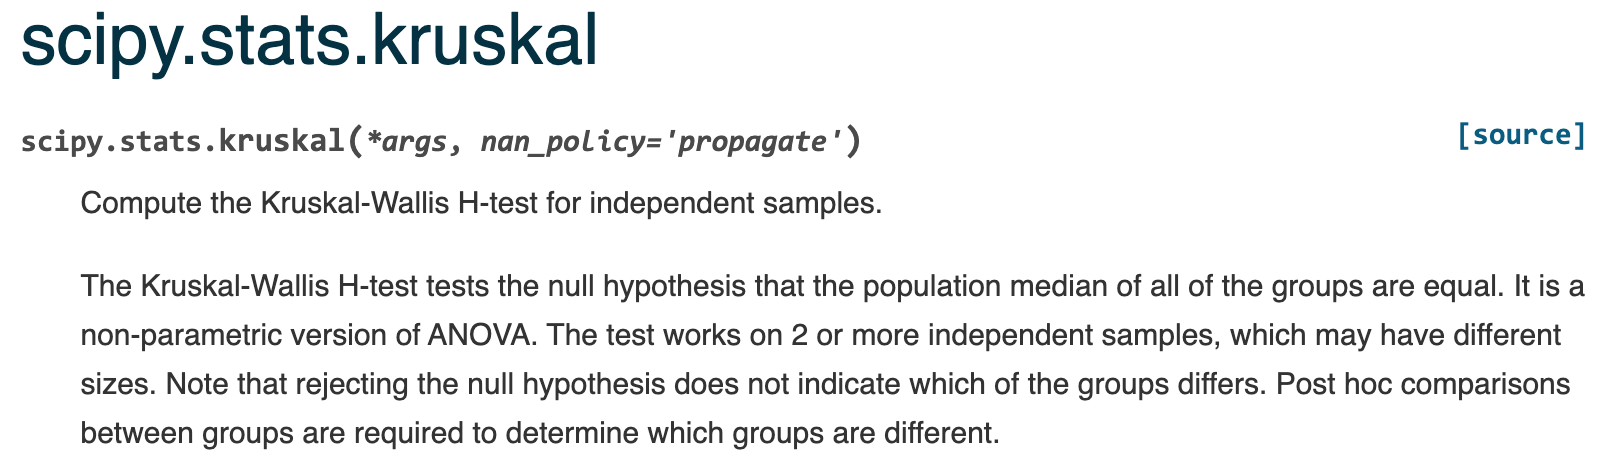 scipy.stats.kruskal
scipy.stats.kruskal(*args, nan_policy='propagate') [source]
Compute the Kruskal-Wallis H-test for independent samples.
The Kruskal-Wallis H-test tests the null hypothesis that the population median of all of the groups are equal. It is a
non-parametric version of ANOVA. The test works on 2 or more independent samples, which may have different
sizes. Note that rejecting the null hypothesis does not indicate which of the groups differs. Post hoc comparisons
between groups are required to determine which groups are different.